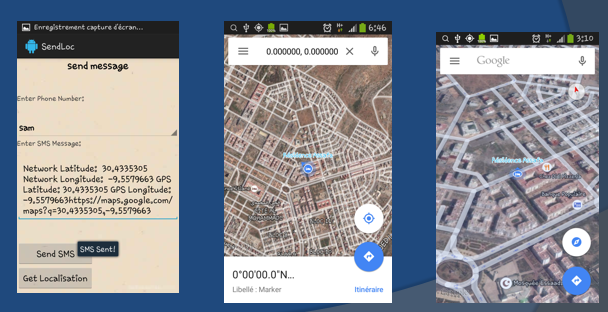 Enregistrement capture d'écran...
SendLoc
send message
Enter Phone Number:
Sam
Enter SMS Message:
Network Latitude: 30,4335305
Network Longitude: -9,5579663 GPS
Latitude: 30,4335305 GPS Longitude:
-9,5579663https://maps.google.com/
maps?q=30.4335305,-9.5579663
Send SMS
SMS Sent!
Get Localisation
6:46
0.000000, 0.000000
0°00'00.0"N...
Libellé : Marker
Itinéraire
3:10
Google